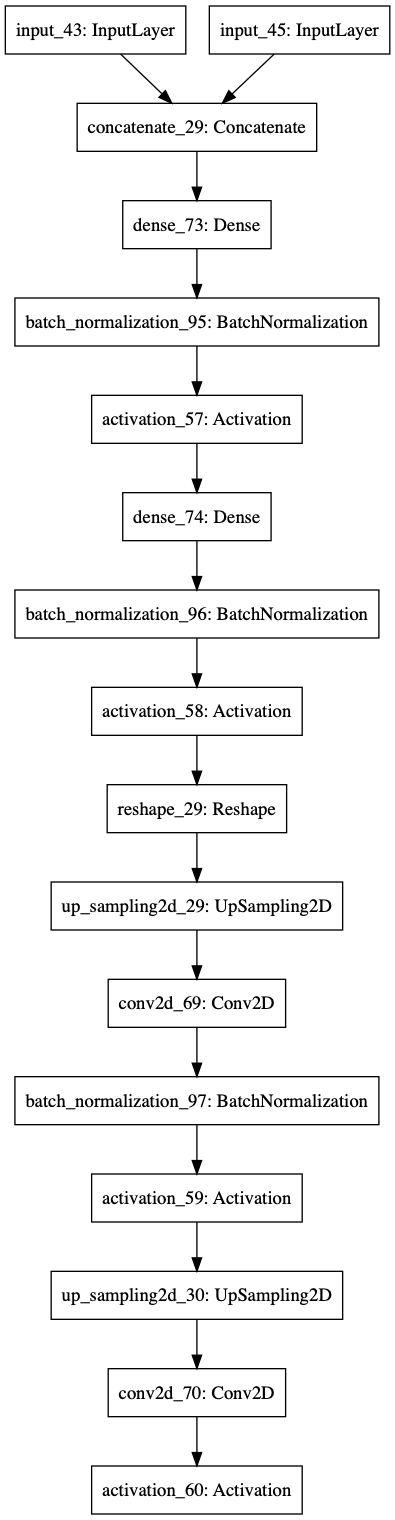 input_43: InputLayer
input_45: InputLayer
concatenate_29: Concatenate
dense_73: Dense
batch_normalization_95: BatchNormalization
activation_57: Activation
dense_74: Dense
batch_normalization_96: BatchNormalization
activation_58: Activation
reshape_29: Reshape
up_sampling2d_29: UpSampling2D
conv2d_69: Conv2D
batch_normalization_97: BatchNormalization
activation_59: Activation
up_sampling2d_30: UpSampling2D
conv2d_70: Conv2D
activation_60: Activation